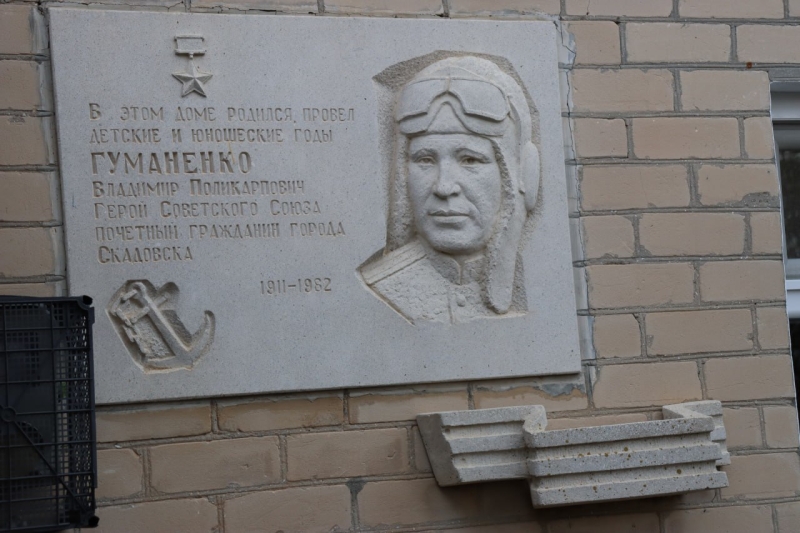 В этом доме родился, провел
детские и юношеские годы
ГУМАНЕНКО
Владимир Поликарпович
Герой Советского Союза
почетный гражданин города
Скадовска
1911-1962